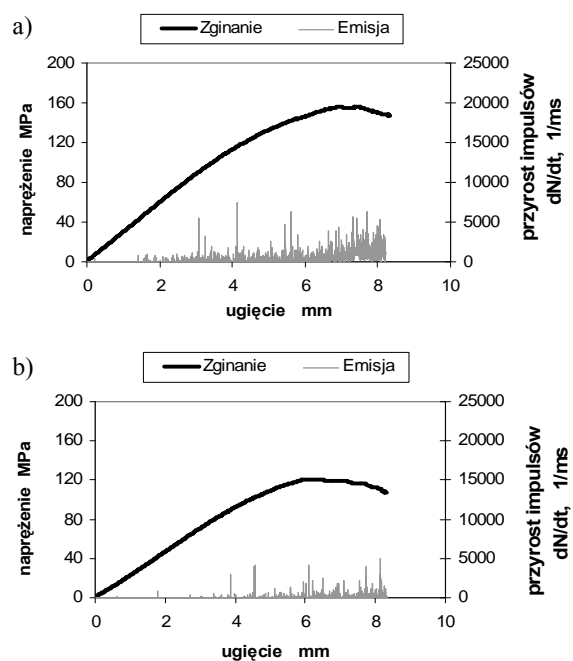 a)
Zginanie Emisja
naprężenie MPa
200
160
120
80
40
0
0 2 4 6 8 10
ugięcie mm
25000
20000
15000
10000
5000
0
przyrost impulsów
dN/dt, 1/ms
b)
Zginanie Emisja
naprężenie MPa
200
160
120
80
40
0
0 2 4 6 8 10
ugięcie mm
25000
20000
15000
10000
5000
0
przyrost impulsów
dN/dt, 1/ms